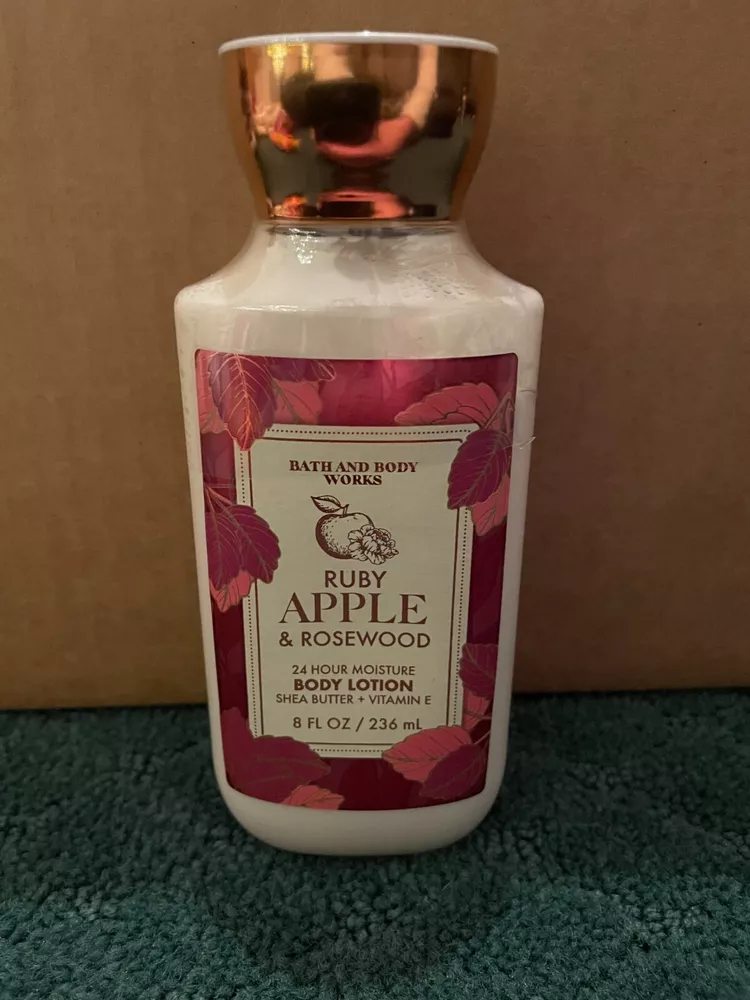 BATH AND BODY
WORKS
RUBY
APPLE
& ROSEWOOD
24 HOUR MOISTURE
BODY LOTION
SHEA BUTTER + VITAMIN E
8 FL OZ / 236 mL